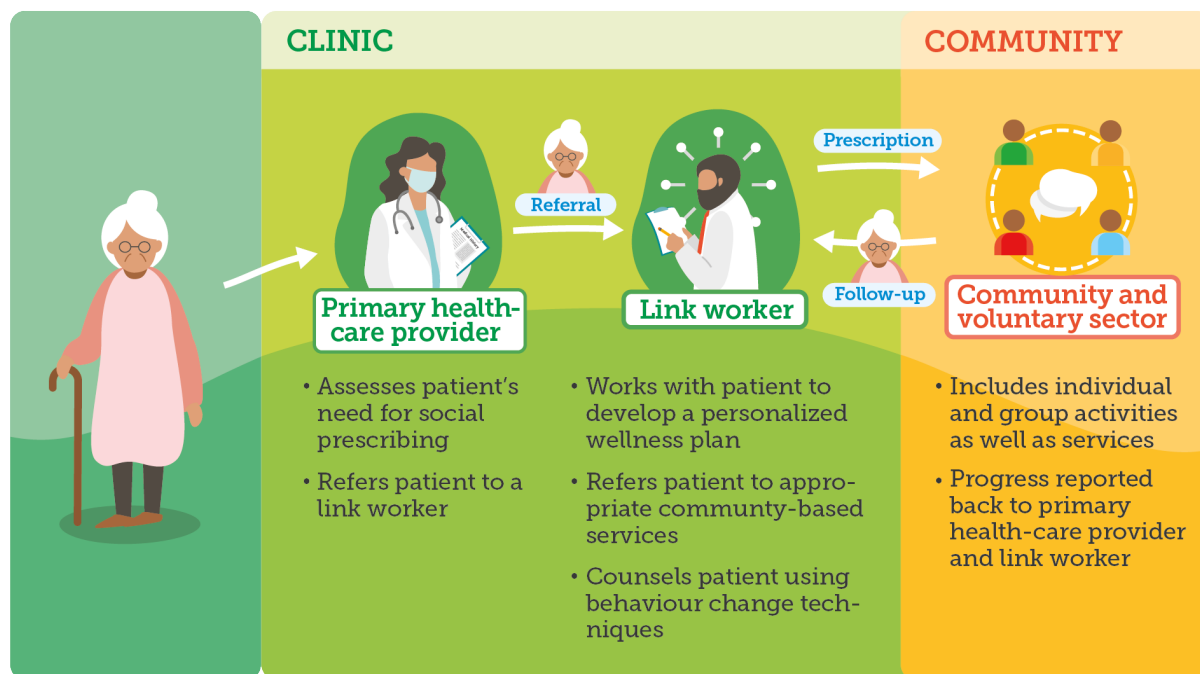 CLINIC
COMMUNITY
Referral
Prescription
Follow-up
Primary health-
care provider
Link worker
Community and
voluntary sector
• Assesses patient's
need for social
prescribing
• Refers patient to a
link worker
• Works with patient to
develop a personalized
wellness plan
• Refers patient to appro-
priate communty-based
services
• Counsels patient using
behaviour change tech-
niques
• Includes individual
and group activities
as well as services
• Progress reported
back to primary
health-care provider
and link worker